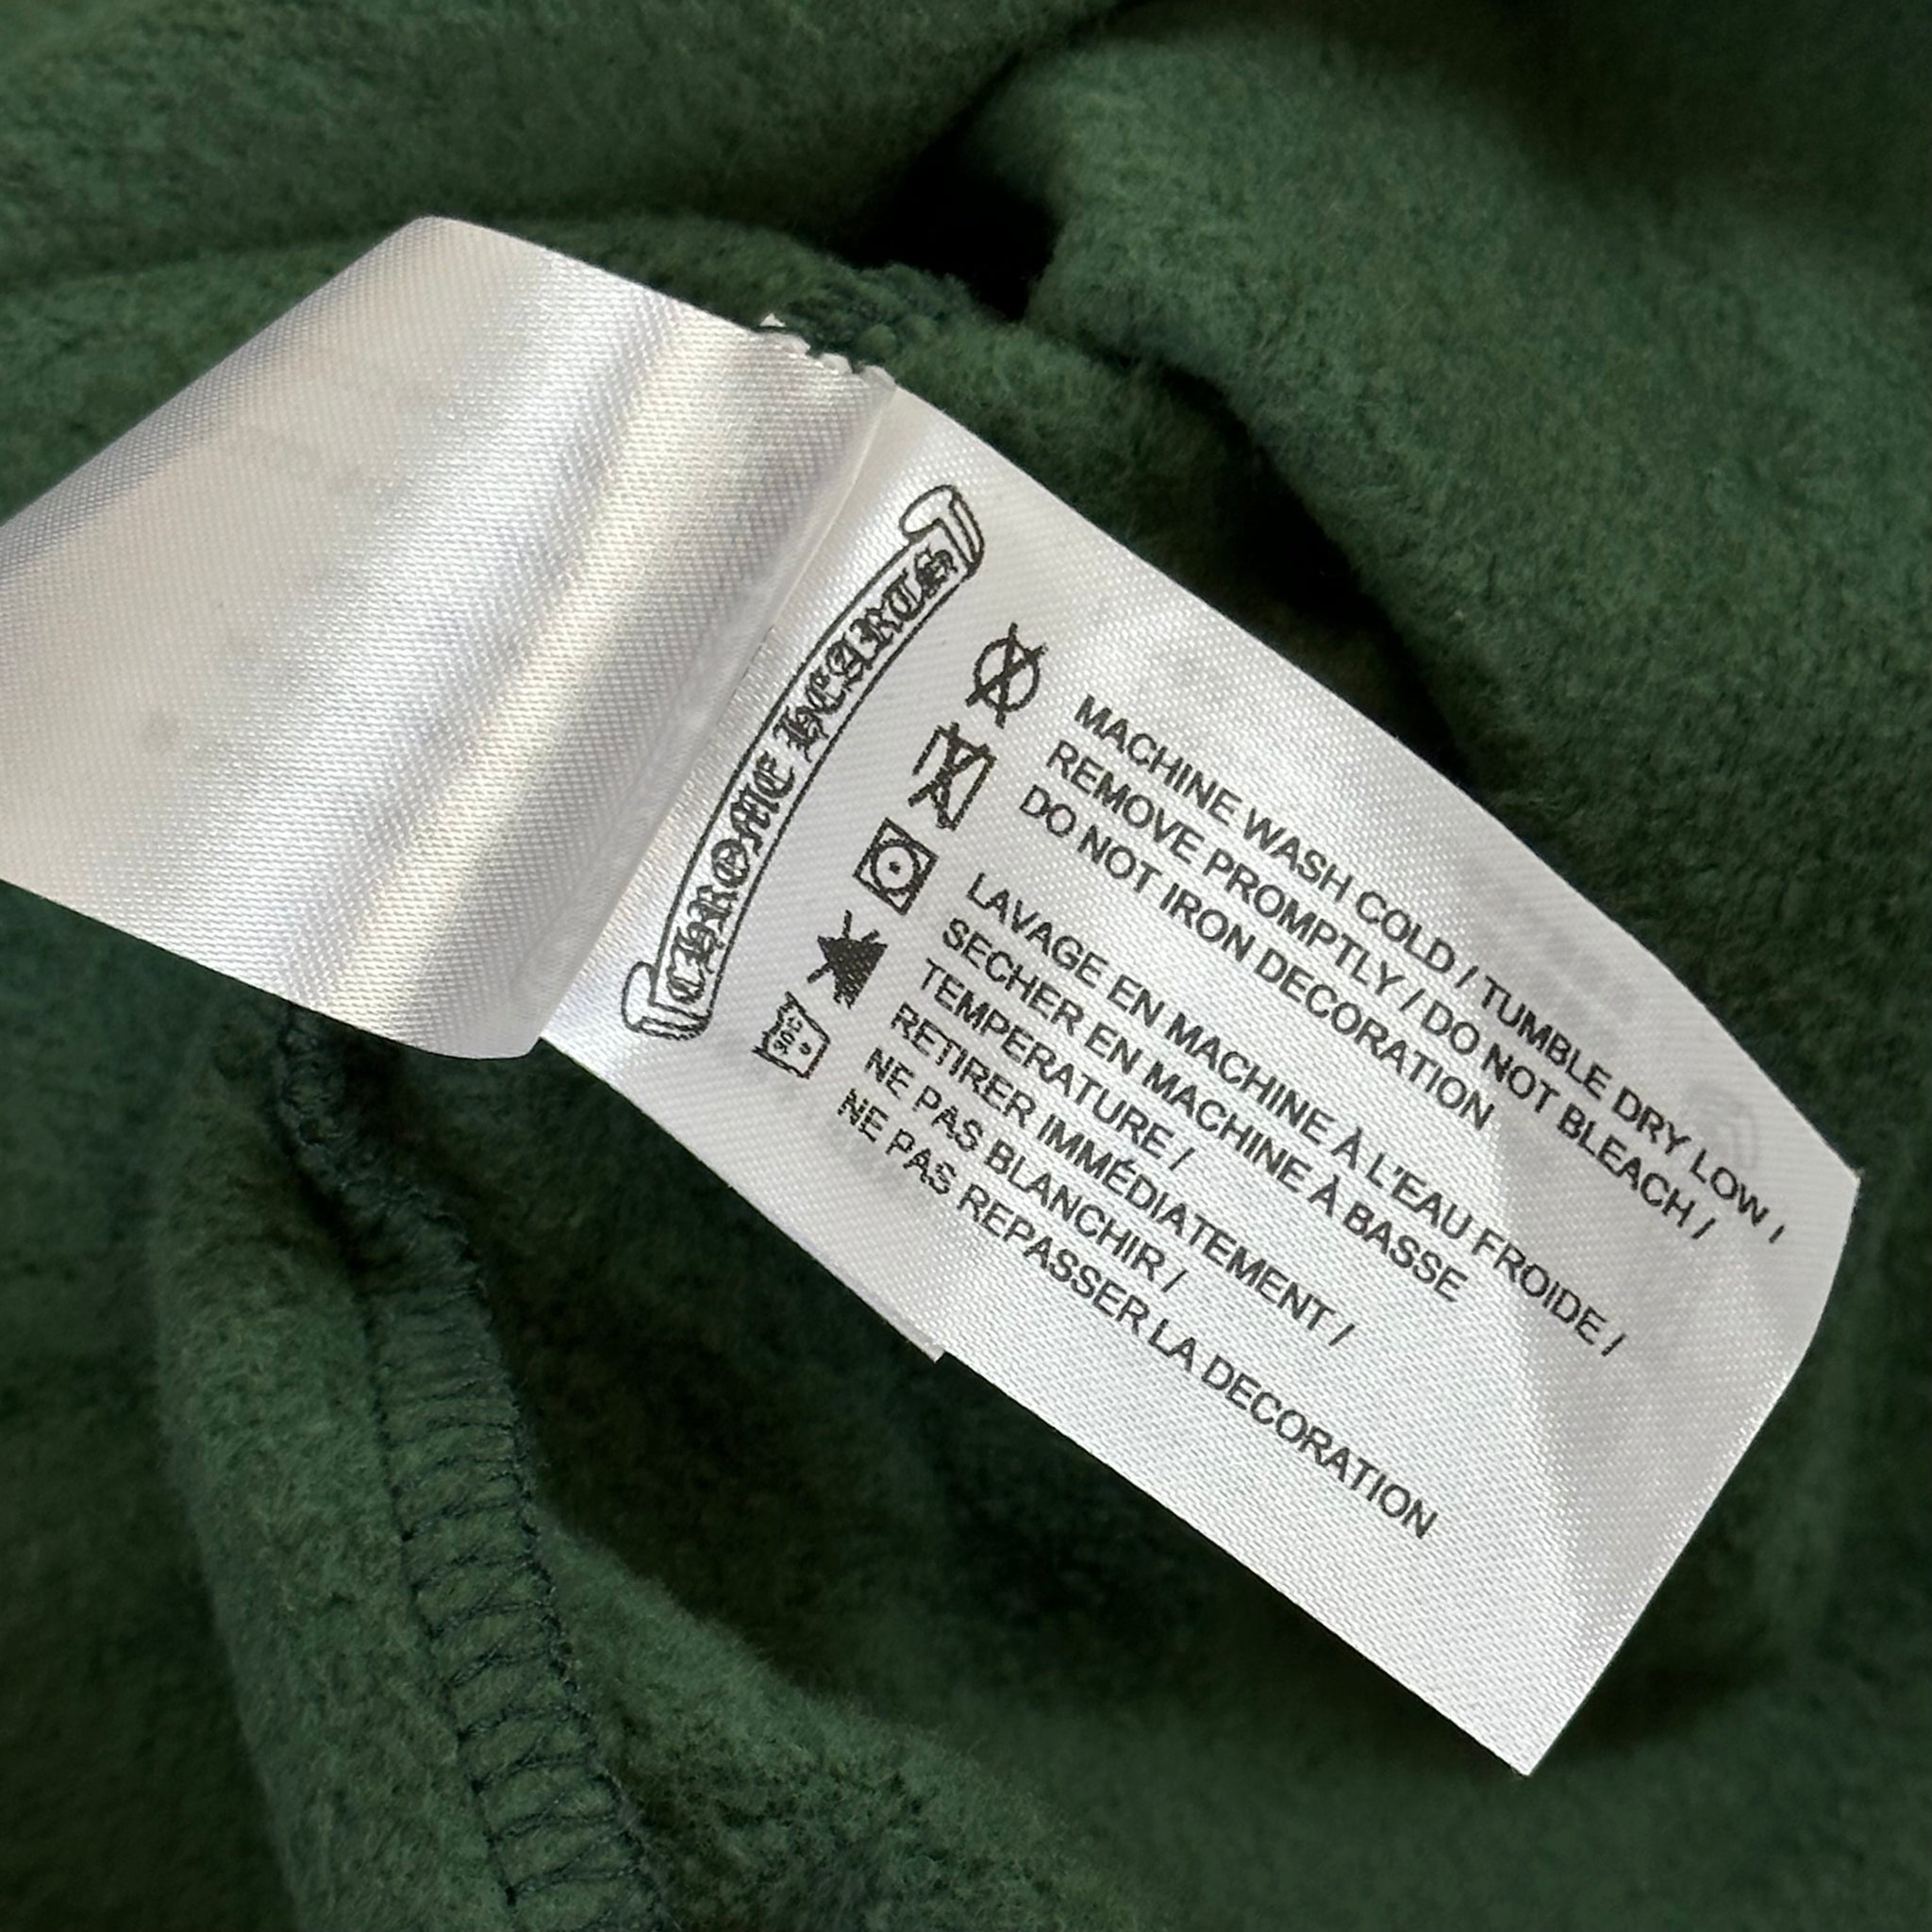 CHROME HEARTS
MACHINE WASH COLD / TUMBLE DRY LOW /
REMOVE PROMPTLY / DO NOT BLEACH /
DO NOT IRON DECORATION
LAVAGE EN MACHINE À L'EAU FROIDE /
SECHER EN MACHINE À BASSE
TEMPERATURE /
RETIRER IMMÉDIATEMENT /
NE PAS BLANCHIR /
NE PAS REPASSER LA DECORATION